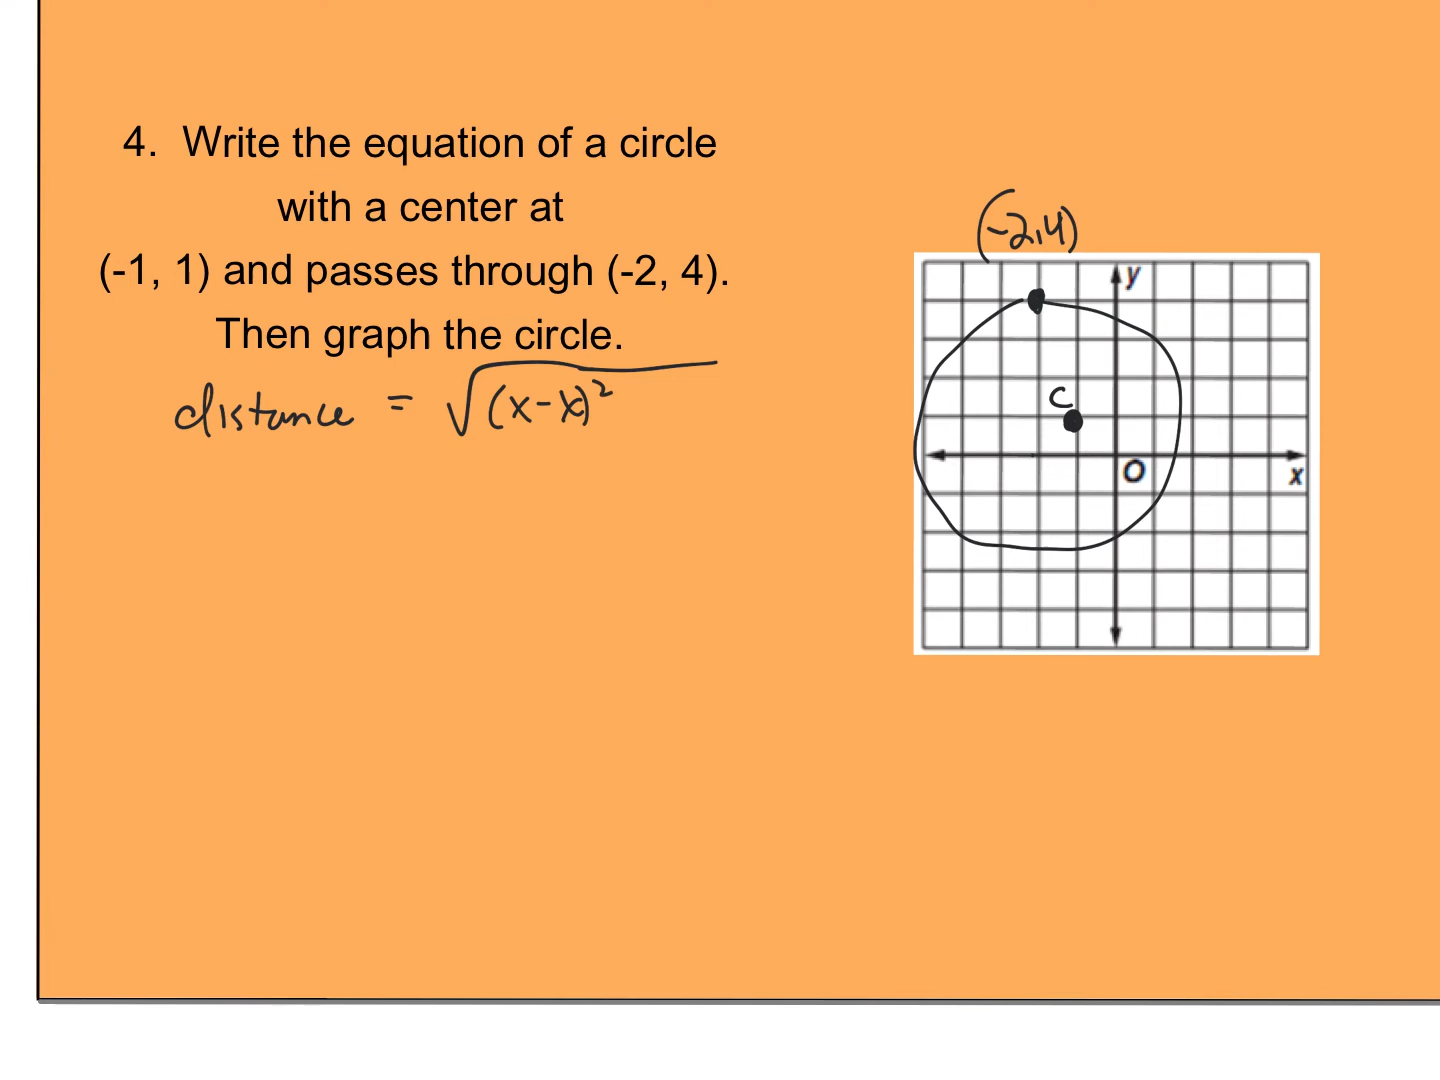 4. Write the equation of a circle
with a center at
(-1, 1) and passes through (-2, 4).
Then graph the circle.
distance = √(x-x)²
(-2,4)
y
C
O
x